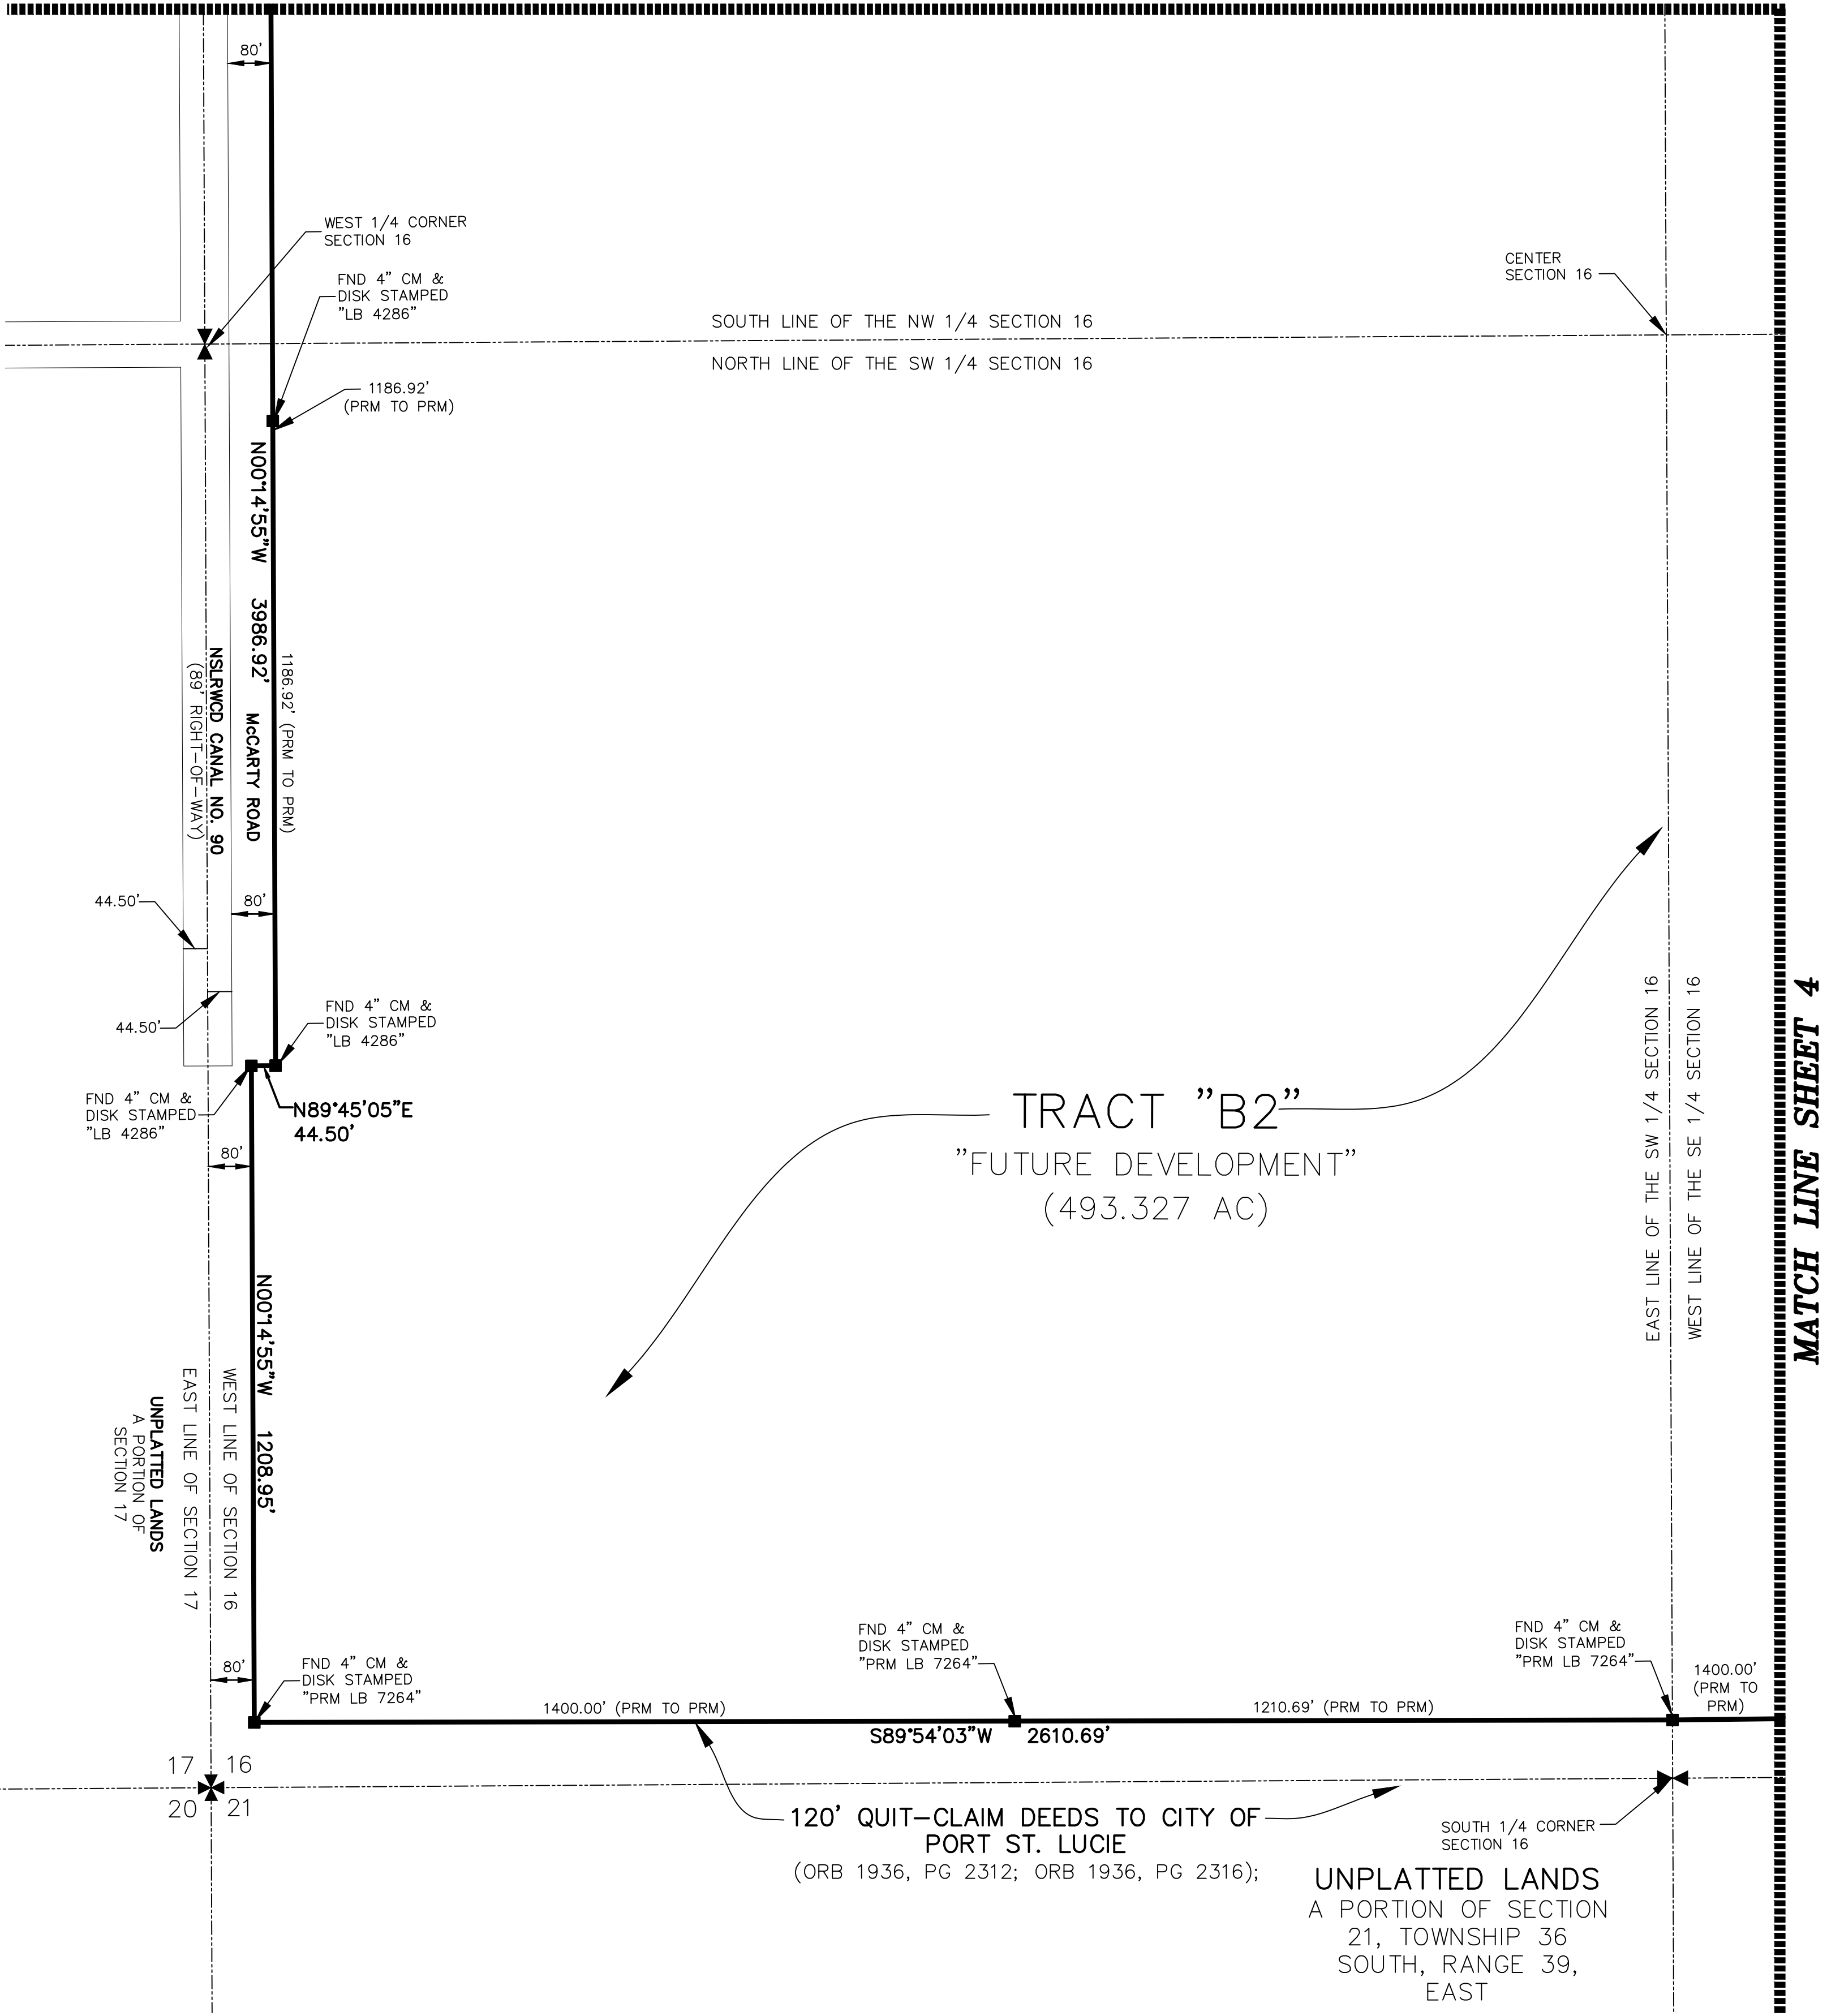 80'
WEST 1/4 CORNER
SECTION 16
FND 4" CM &
DISK STAMPED
"LB 4286"
CENTER
SECTION 16
SOUTH LINE OF THE NW 1/4 SECTION 16
NORTH LINE OF THE SW 1/4 SECTION 16
1186.92'
(PRM TO PRM)
N00°14'55"W 3986.92'
1186.92' (PRM TO PRM)
McCARTY ROAD
NSLRWCD CANAL NO. 90
(89' RIGHT-OF-WAY)
44.50'
80'
44.50'
FND 4" CM &
DISK STAMPED
"LB 4286"
FND 4" CM &
DISK STAMPED
"LB 4286"
N89°45'05"E
44.50'
80'
TRACT "B2"
"FUTURE DEVELOPMENT"
(493.327 AC)
EAST LINE OF THE SW 1/4 SECTION 16
WEST LINE OF THE SE 1/4 SECTION 16
MATCH LINE SHEET 4
N00°14'55"W 1208.95'
WEST LINE OF SECTION 16
EAST LINE OF SECTION 17
UNPLATTED LANDS
A PORTION OF
SECTION 17
80'
FND 4" CM &
DISK STAMPED
"PRM LB 7264"
FND 4" CM &
DISK STAMPED
"PRM LB 7264"
FND 4" CM &
DISK STAMPED
"PRM LB 7264"
1400.00'
(PRM TO
PRM)
1400.00' (PRM TO PRM)
1210.69' (PRM TO PRM)
S89°54'03"W 2610.69'
17 16
20 21
120' QUIT-CLAIM DEEDS TO CITY OF
PORT ST. LUCIE
(ORB 1936, PG 2312; ORB 1936, PG 2316);
SOUTH 1/4 CORNER
SECTION 16
UNPLATTED LANDS
A PORTION OF SECTION
21, TOWNSHIP 36
SOUTH, RANGE 39,
EAST